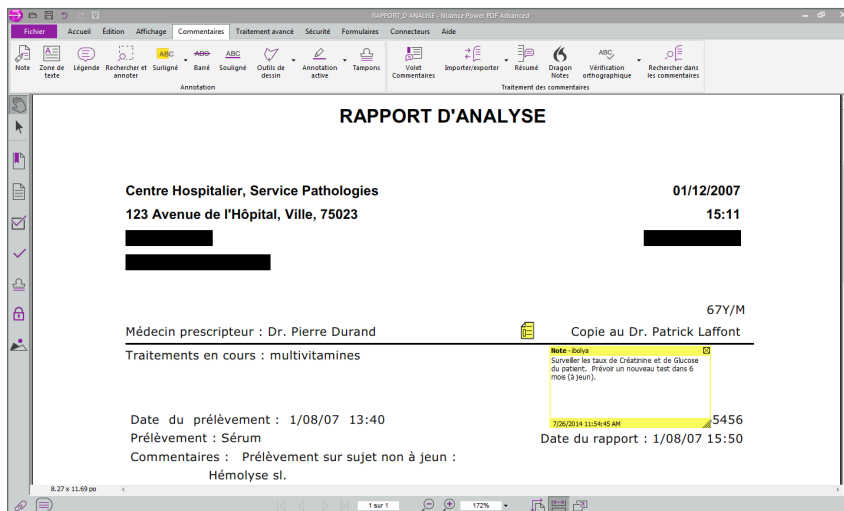 RAPPORT_D'ANALYSE - Nuance Power PDF Advanced
Fichier Accueil Édition Affichage Commentaires Traitement avancé Sécurité Formulaires Connecteurs Aide
Note Zone de texte Légende Rechercher et annoter Surligné Barré Souligné Outils de dessin Annotation active Tampons Volet Commentaires Importer/exporter Résumé Dragon Notes Vérification orthographique Rechercher dans les commentaires
ABC ABC ABC ABC
Annotation Traitement des commentaires
RAPPORT D'ANALYSE
Centre Hospitalier, Service Pathologies 01/12/2007
123 Avenue de l'Hôpital, Ville, 75023 15:11
67Y/M
Médecin prescripteur : Dr. Pierre Durand Copie au Dr. Patrick Laffont
Traitements en cours : multivitamines
Note - ibolya
Surveiller les taux de Créatinine et de Glucose
du patient. Prévoir un nouveau test dans 6
mois (à jeun).
7/26/2014 11:54:45 AM
Date du prélèvement : 1/08/07 13:40 5456
Prélèvement : Sérum Date du rapport : 1/08/07 15:50
Commentaires : Prélèvement sur sujet non à jeun :
Hémolyse sl.
8.27 x 11.69 po
1 sur 1 172%